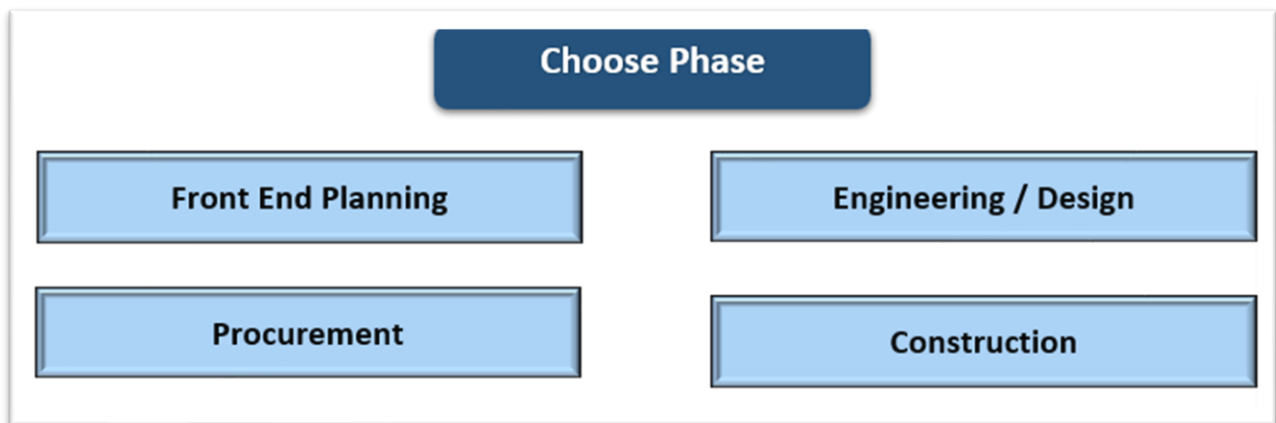 Choose Phase
Front End Planning
Engineering / Design
Procurement
Construction